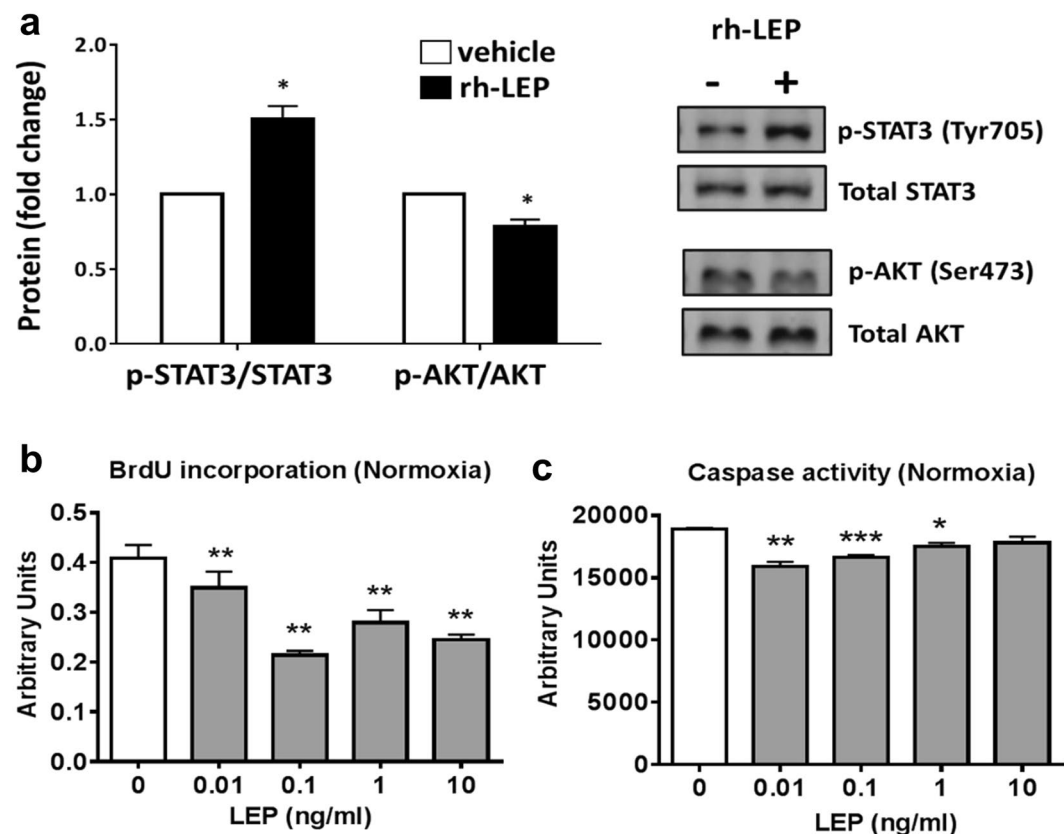 a
Protein (fold change)
2.0
1.5
1.0
0.5
0.0
vehicle
rh-LEP
*
*
p-STAT3/STAT3
p-AKT/AKT
rh-LEP
- +
p-STAT3 (Tyr705)
Total STAT3
p-AKT (Ser473)
Total AKT
b
BrdU incorporation (Normoxia)
Arbitrary Units
0.5
0.4
0.3
0.2
0.1
0.0
**
**
**
**
0 0.01 0.1 1 10
LEP (ng/ml)
c
Caspase activity (Normoxia)
Arbitrary Units
20000
15000
10000
5000
0
**
***
*
0 0.01 0.1 1 10
LEP (ng/ml)